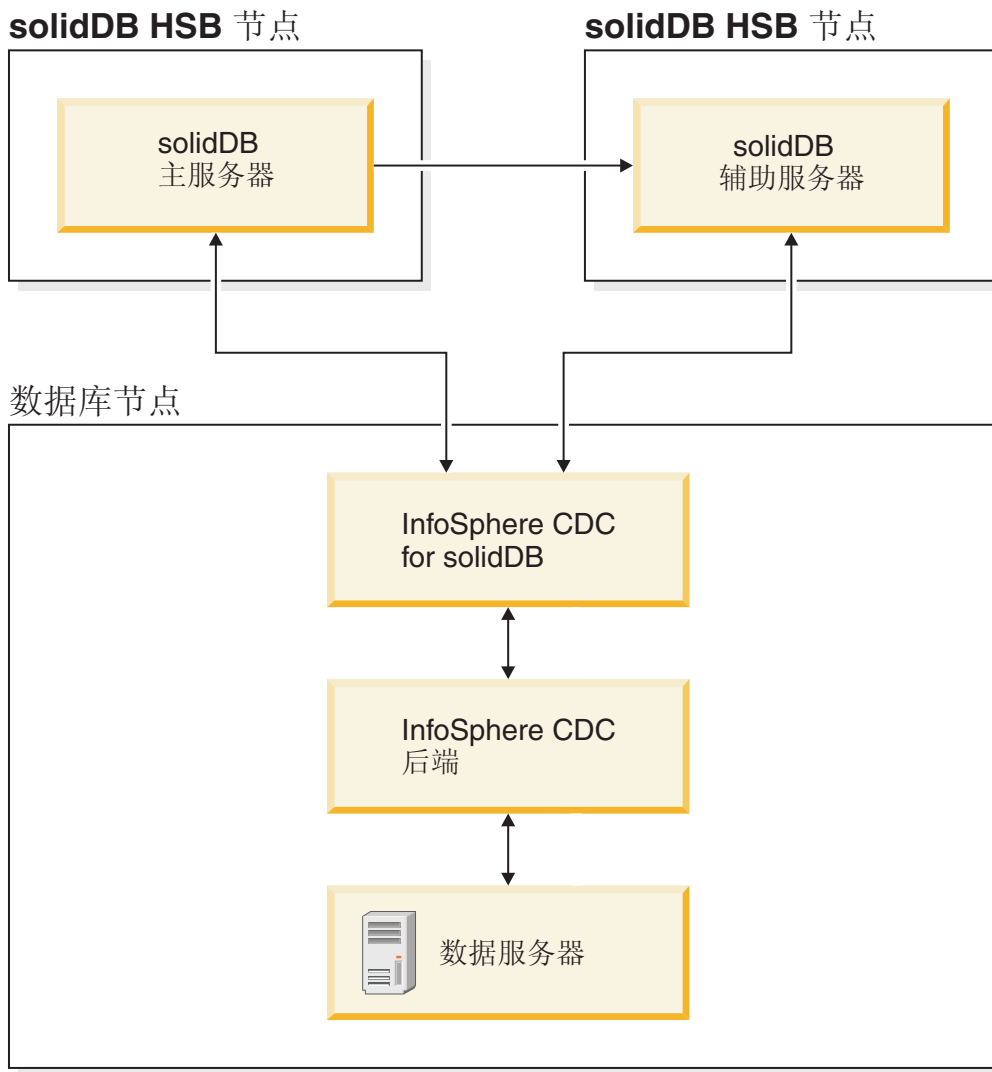 solidDB HSB 节点
solidDB HSB 节点
solidDB
主服务器
solidDB
辅助服务器
数据库节点
InfoSphere CDC
for solidDB
InfoSphere CDC
后端
数据服务器